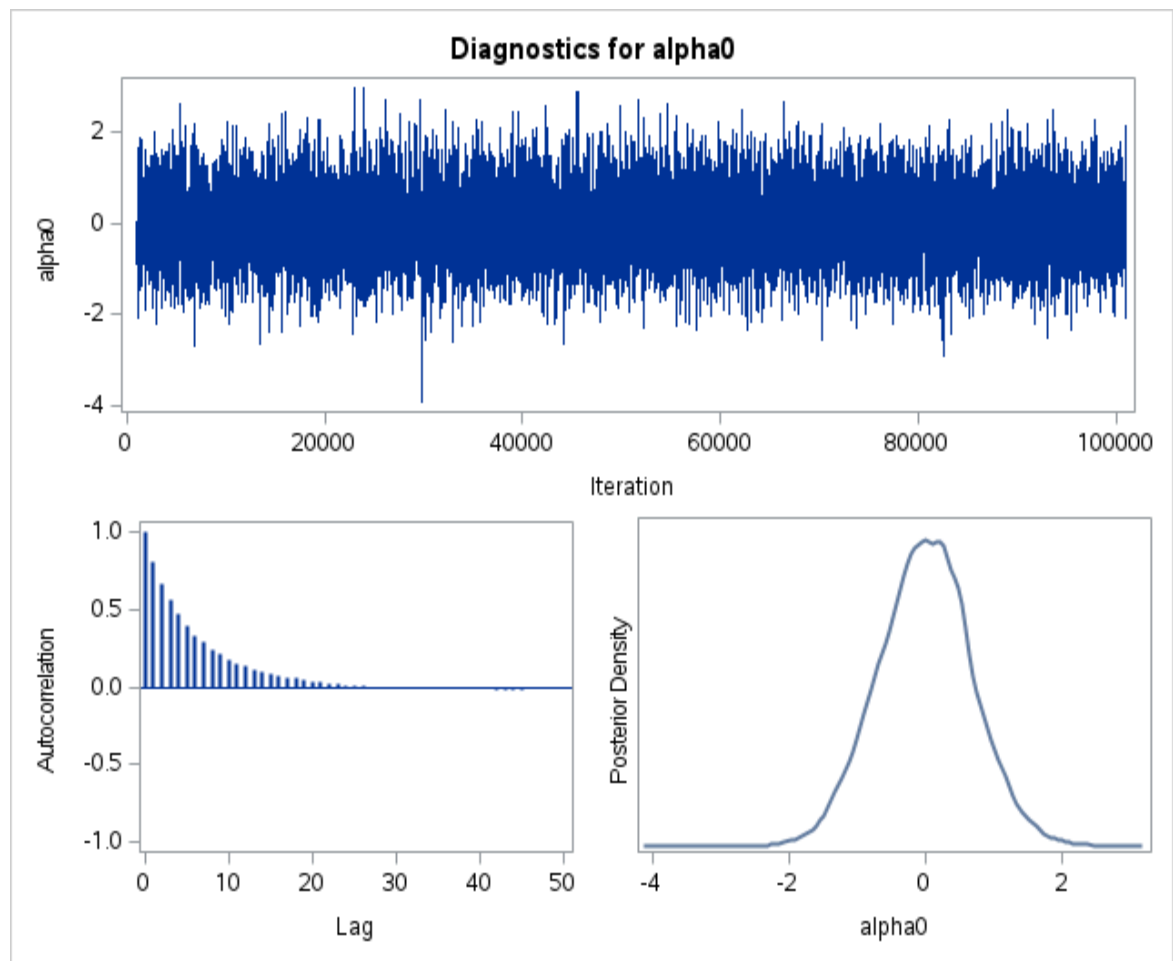 Diagnostics for alpha0
2
0
-2
-4
alpha0
0 20000 40000 60000 80000 100000
Iteration
1.0
0.5
0.0
-0.5
-1.0
Autocorrelation
0 10 20 30 40 50
Lag
Posterior Density
-4 -2 0 2
alpha0